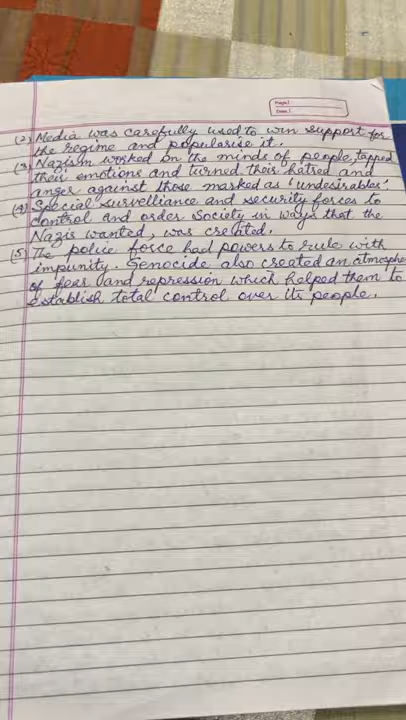 Page:
Date:
(2) Media was carefully used to win support for
the regime and popularise it.
(3) Nazism worked on the minds of people, tapped
their emotions and turned their hatred and
anger against those marked as 'undesirables'.
(4) Special survelliance and security forces to
control and order society in ways that the
Nazis wanted, was created.
(5) The police force had powers to rule with
impunity. Genocide also created an atmosphe
of fear and repression which helped them to
establish total control over its people.